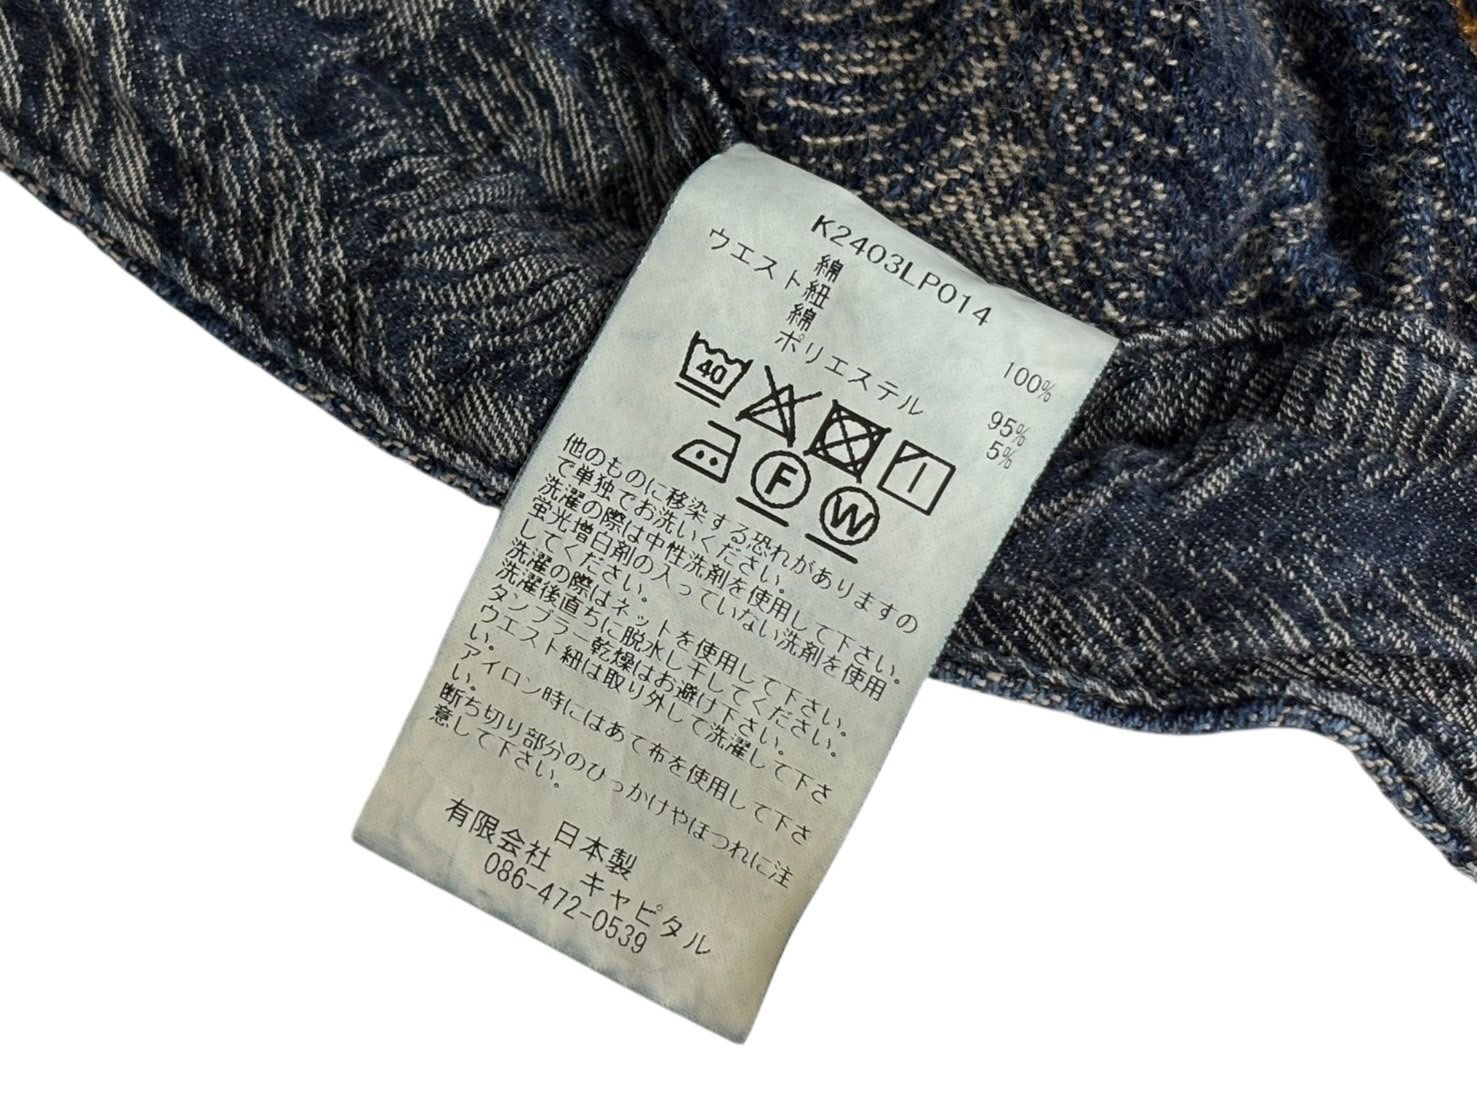 K2403LP014
綿 100%
ウエスト紐
綿 95%
ポリエステル 5%
40
F W
他のものに移染する恐れがありますの
で単独でお洗いください。
洗濯の際は中性洗剤を使用して下さい。
蛍光増白剤の入っていない洗剤を使用
してください。
洗濯の際はネットを使用して下さい。
洗濯後直ちに脱水し干してください。
タンブラー乾燥はお避け下さい。
ウエスト紐は取り外して洗濯して下さ
い。
アイロン時にはあて布を使用して下さ
い。
断ち切り部分のひっかけやほつれに注
意して下さい。
日本製
有限会社 キャピタル
086-472-0539